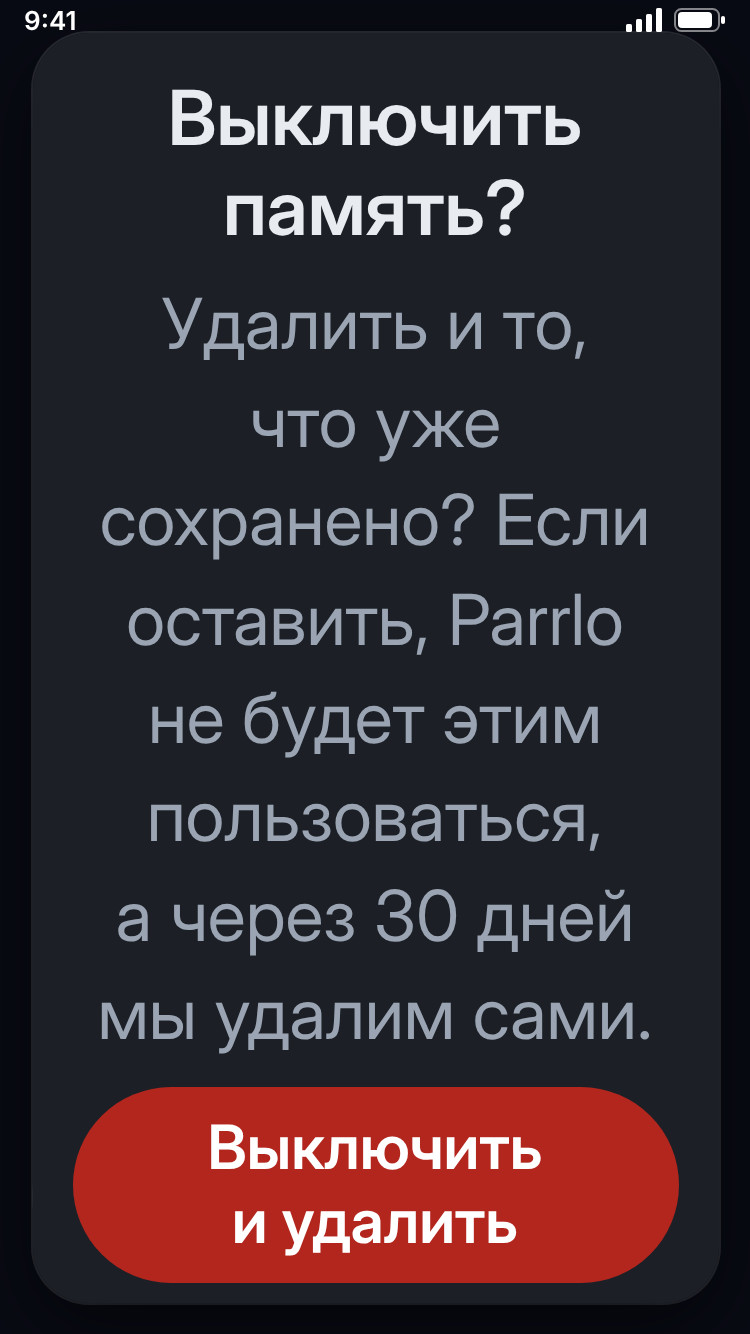 9:41
Выключить
память?
Удалить и то,
что уже
сохранено? Если
оставить, Parrlo
не будет этим
пользоваться,
а через 30 дней
мы удалим сами.
Выключить
и удалить